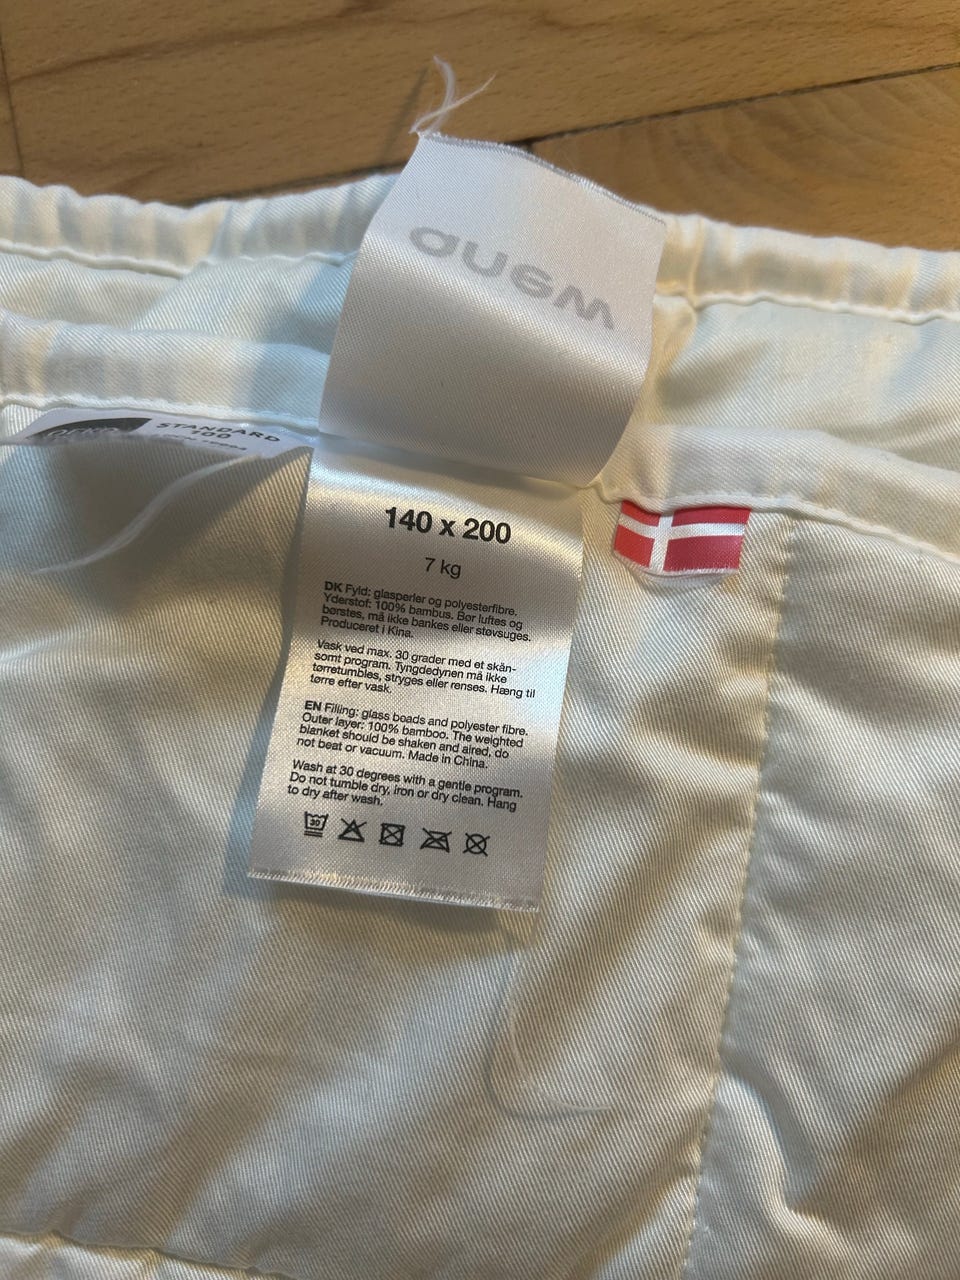 STANDARD
100
140 x 200
7 kg
DK Fyld: glasperler og polyesterfibre.
Yderstof: 100% bambus. Bør luftes og
børstes, må ikke bankes eller støvsuges.
Produceret i Kina.
Vask ved max. 30 grader med et skån-
somt program. Tyngdedynen må ikke
tørretumbles, stryges eller renses. Hæng til
tørre efter vask.
EN Filling: glass beads and polyester fibre.
Outer layer: 100% bamboo. The weighted
blanket should be shaken and aired, do
not beat or vacuum. Made in China.
Wash at 30 degrees with a gentle program.
Do not tumble dry, iron or dry clean. Hang
to dry after wash.
30